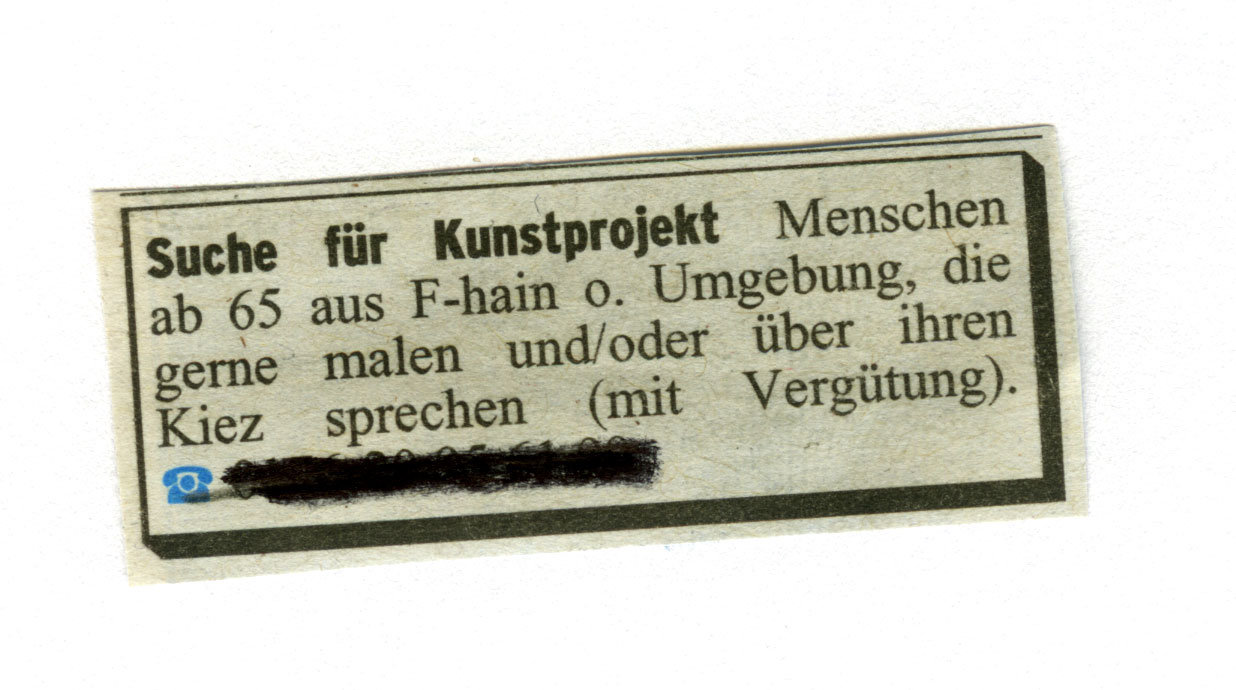 Suche für Kunstprojekt Menschen
ab 65 aus F-hain o. Umgebung, die
gerne malen und/oder über ihren
Kiez sprechen (mit Vergütung).